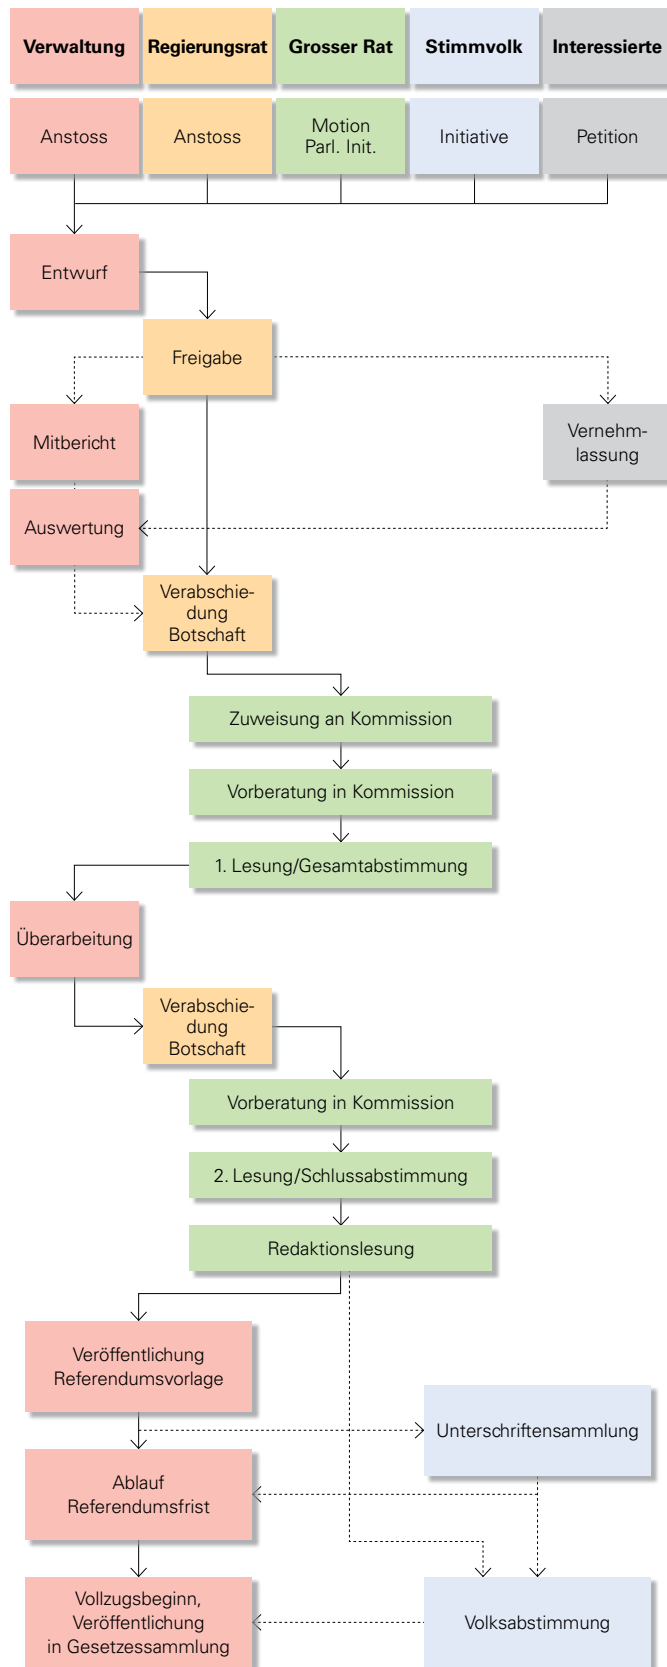 Verwaltung
Regierungsrat
Grosser Rat
Stimmvolk
Interessierte
Anstoss
Anstoss
Motion
Parl. Init.
Initiative
Petition
Entwurf
Freigabe
Mitbericht
Vernehm-
lassung
Auswertung
Verabschie-
dung
Botschaft
Zuweisung an Kommission
Vorberatung in Kommission
1. Lesung/Gesamtabstimmung
Überarbeitung
Verabschie-
dung
Botschaft
Vorberatung in Kommission
2. Lesung/Schlussabstimmung
Redaktionslesung
Veröffentlichung
Referendumsvorlage
Unterschriftensammlung
Ablauf
Referendumsfrist
Vollzugsbeginn,
Veröffentlichung
in Gesetzessammlung
Volksabstimmung